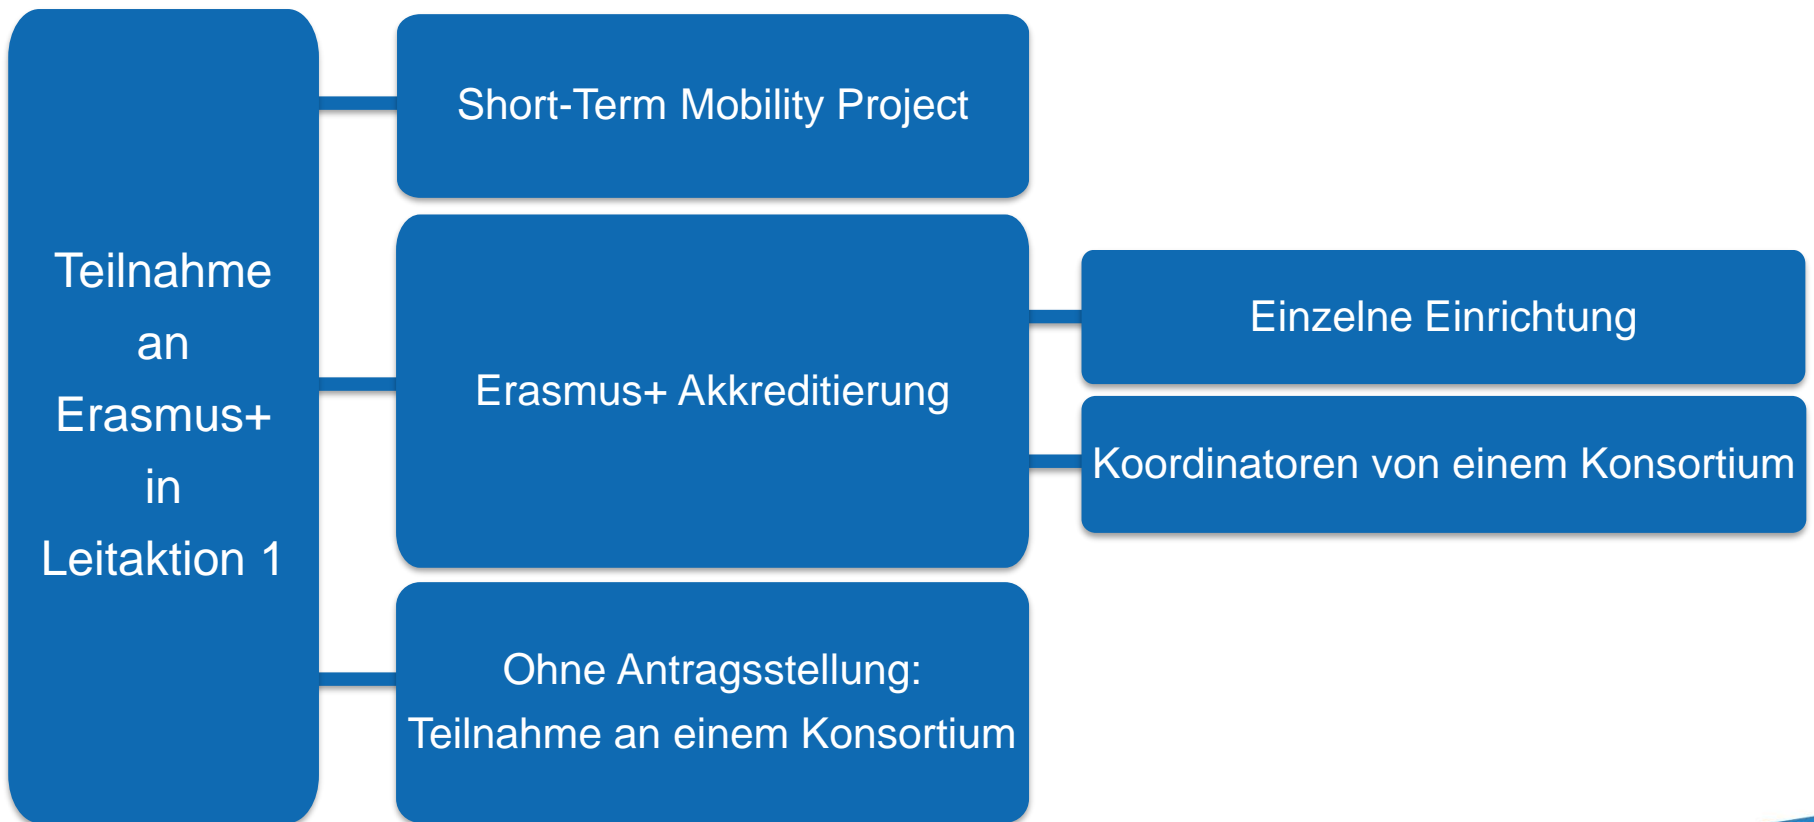 Teilnahme
an
Erasmus+
in
Leitaktion 1
Short-Term Mobility Project
Erasmus+ Akkreditierung
Einzelne Einrichtung
Koordinatoren von einem Konsortium
Ohne Antragsstellung:
Teilnahme an einem Konsortium